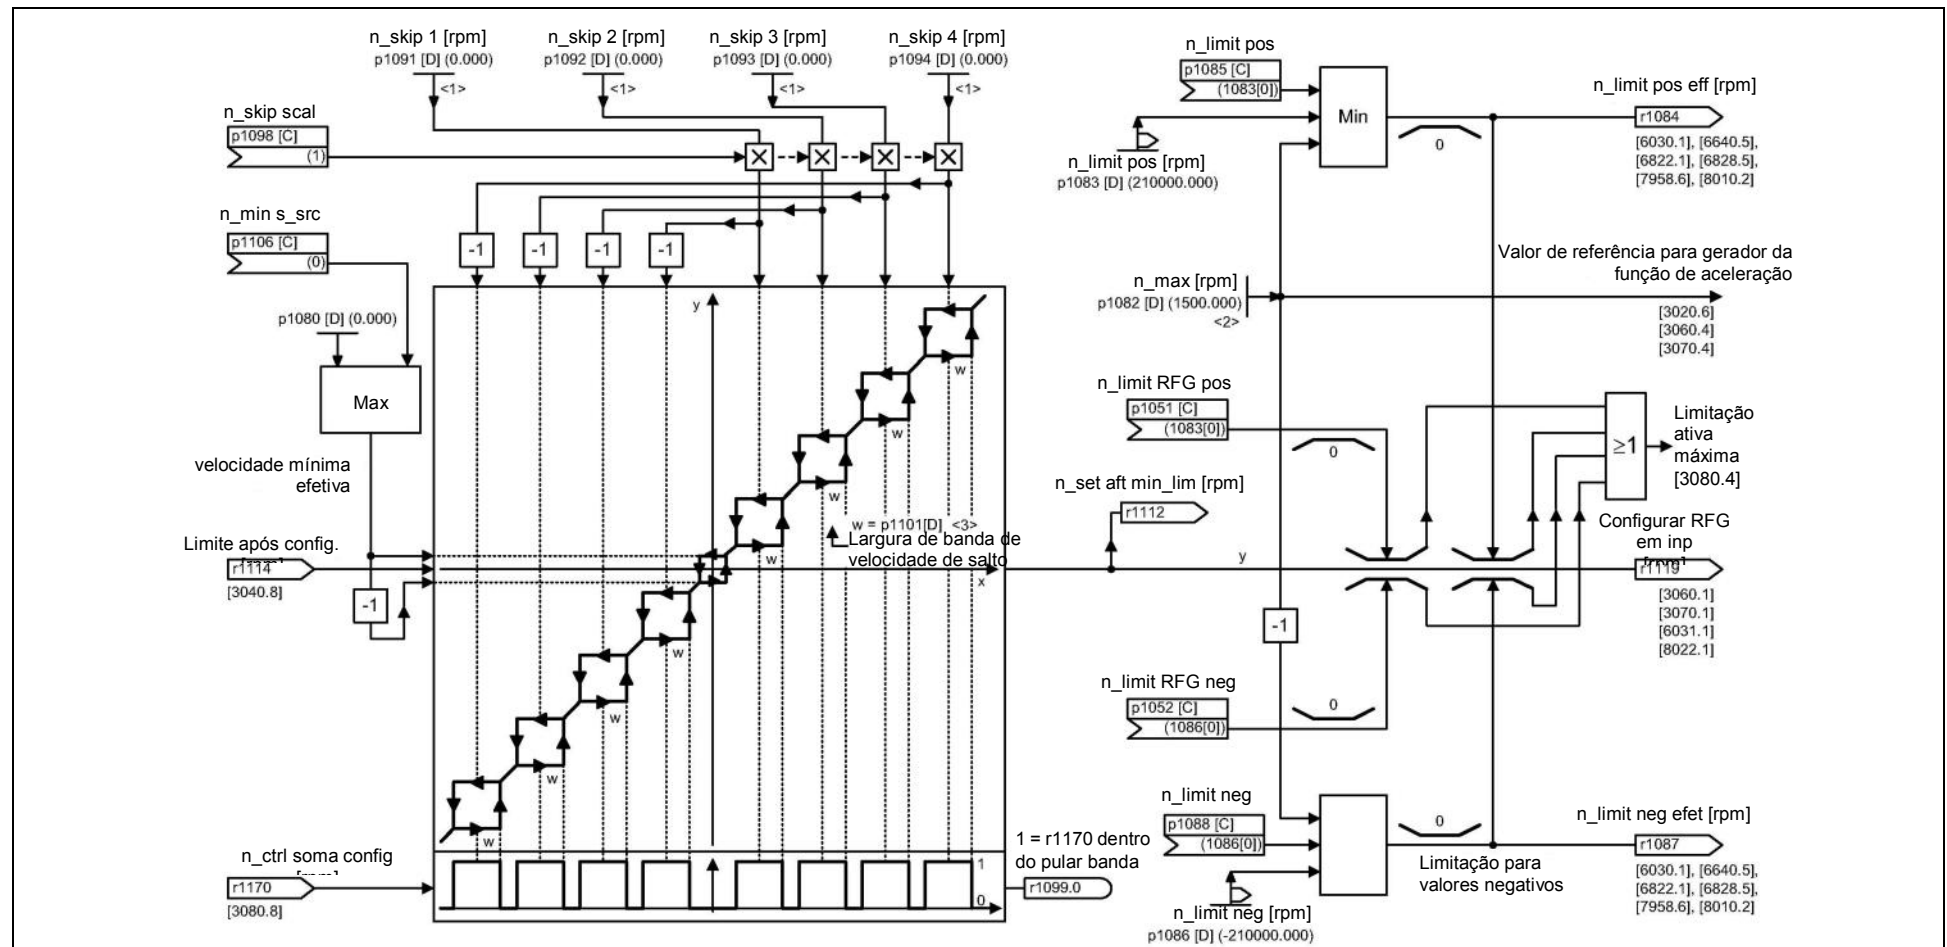 n_skip 1 [rpm]
p1091 [D] (0.000)
<1>
n_skip 2 [rpm]
p1092 [D] (0.000)
<1>
n_skip 3 [rpm]
p1093 [D] (0.000)
<1>
n_skip 4 [rpm]
p1094 [D] (0.000)
<1>
n_skip scal
p1098 [C]
(1)
n_min s_src
p1106 [C]
(0)
-1
-1
-1
-1
p1080 [D] (0.000)
Max
velocidade mínima
efetiva
Limite após config.
r1114
[3040.8]
-1
y
w
w
w
w
w = p1101[D] <3>
Largura de banda de
velocidade de salto
x
w
w
w
w
n_ctrl soma config
r1170
[3080.8]
1
0
1 = r1170 dentro
do pular banda
r1099.0
n_limit pos
p1085 [C]
(1083[0])
n_limit pos [rpm]
p1083 [D] (210000.000)
Min
0
n_limit pos eff [rpm]
r1084
[6030.1], [6640.5],
[6822.1], [6828.5],
[7958.6], [8010.2]
Valor de referência para gerador da
função de aceleração
n_max [rpm]
p1082 [D] (1500.000)
<2>
[3020.6]
[3060.4]
[3070.4]
n_limit RFG pos
p1051 [C]
(1083[0])
0
n_set aft min_lim [rpm]
r1112
≥1
Limitação
ativa
máxima
[3080.4]
y
Configurar RFG
em inp
r1119
[3060.1]
[3070.1]
[6031.1]
[8022.1]
-1
n_limit RFG neg
p1052 [C]
(1086[0])
0
n_limit neg
p1088 [C]
(1086[0])
n_limit neg [rpm]
p1086 [D] (-210000.000)
0
Limitação para
valores negativos
n_limit neg efet [rpm]
r1087
[6030.1], [6640.5],
[6822.1], [6828.5],
[7958.6], [8010.2]